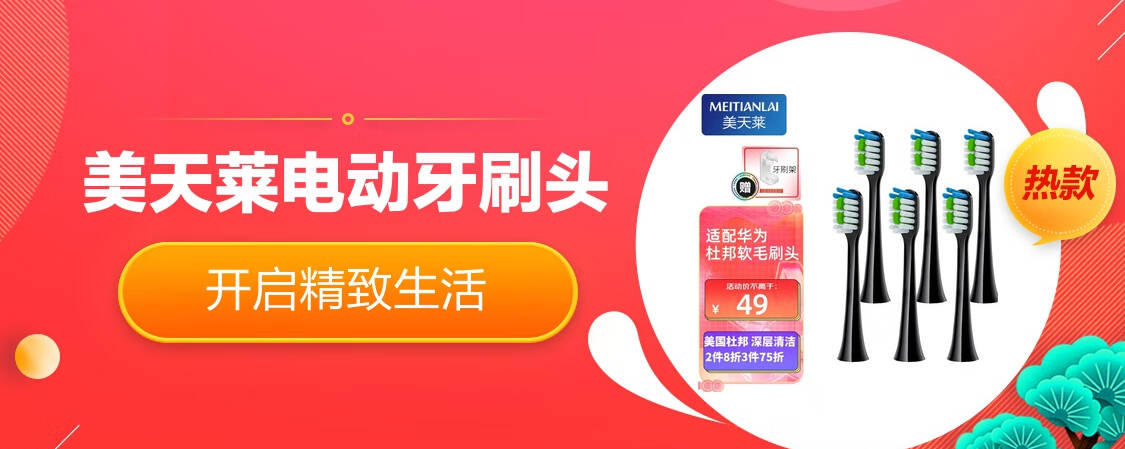 美天莱电动牙刷头
开启精致生活
MEITIANLAI
美天莱
牙刷架
赠
适配华为
杜邦软毛刷头
活动价不高于：
￥ 49
美国杜邦 深层清洁
2件8折3件75折
热款